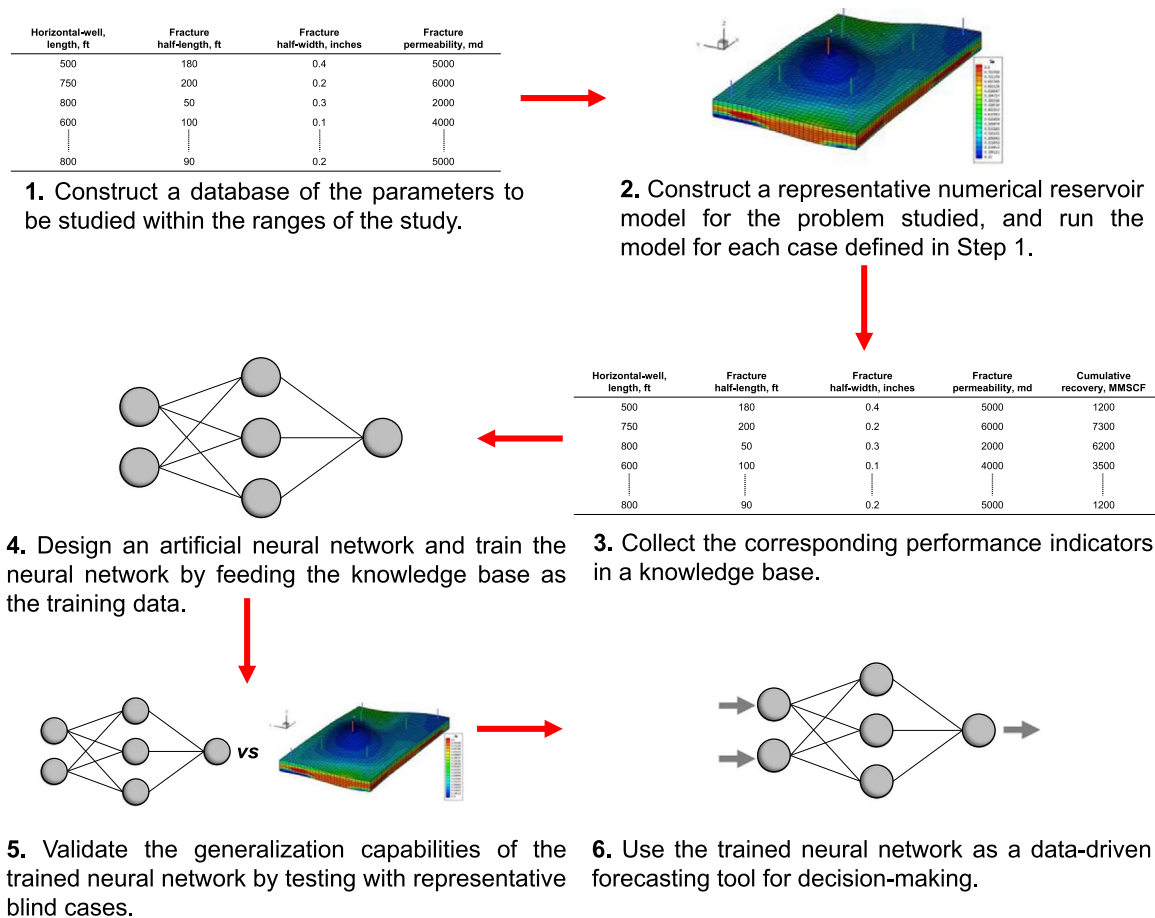 Horizontal-well, length, ft Fracture half-length, ft Fracture half-width, inches Fracture permeability, md
500 180 0.4 5000
750 200 0.2 6000
800 50 0.3 2000
600 100 0.1 4000
800 90 0.2 5000
1. Construct a database of the parameters to
be studied within the ranges of the study.
2. Construct a representative numerical reservoir
model for the problem studied, and run the
model for each case defined in Step 1.
Horizontal-well, length, ft Fracture half-length, ft Fracture half-width, inches Fracture permeability, md Cumulative recovery, MMSCF
500 180 0.4 5000 1200
750 200 0.2 6000 7300
800 50 0.3 2000 6200
600 100 0.1 4000 3500
800 90 0.2 5000 1200
3. Collect the corresponding performance indicators
in a knowledge base.
4. Design an artificial neural network and train the
neural network by feeding the knowledge base as
the training data.
vs
5. Validate the generalization capabilities of the
trained neural network by testing with representative
blind cases.
6. Use the trained neural network as a data-driven
forecasting tool for decision-making.